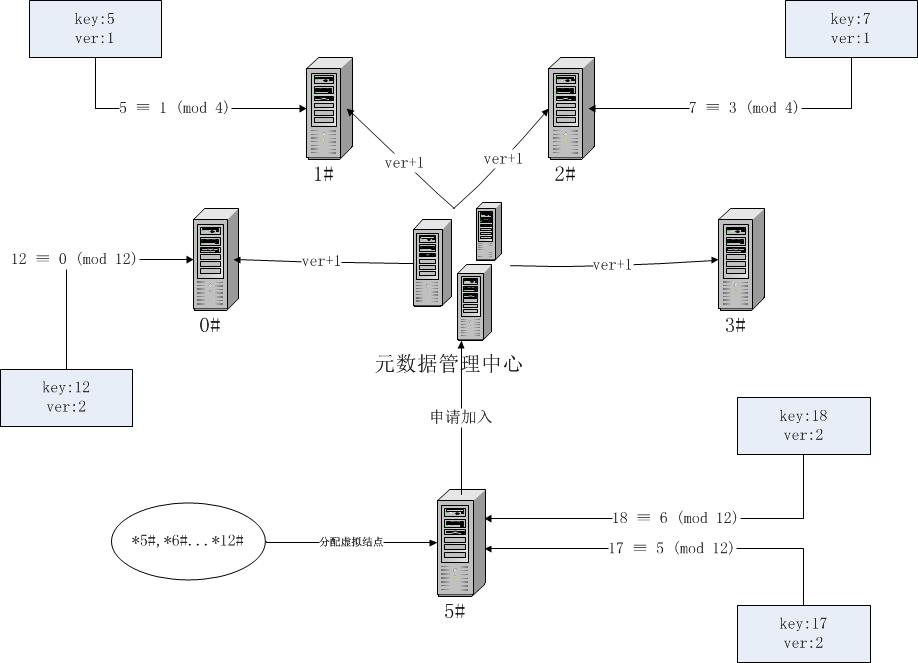 key:5
ver:1
key:7
ver:1
5 ≡ 1 (mod 4)
7 ≡ 3 (mod 4)
ver+1
ver+1
1#
2#
12 ≡ 0 (mod 12)
ver+1
ver+1
0#
3#
元数据管理中心
key:12
ver:2
申请加入
key:18
ver:2
18 ≡ 6 (mod 12)
*5#,*6#...*12#
分配虚拟结点
17 ≡ 5 (mod 12)
5#
key:17
ver:2